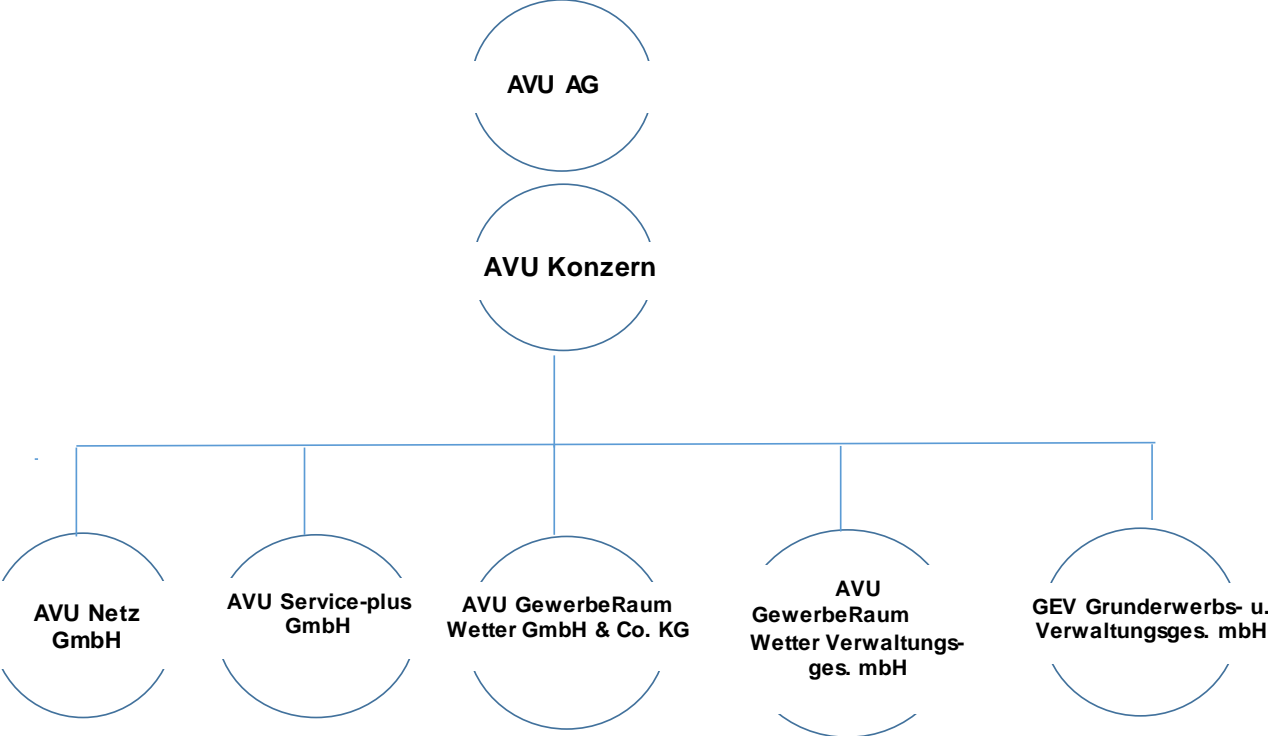 AVU AG
AVU Konzern
AVU Netz
GmbH
AVU Service-plus
GmbH
AVU GewerbeRaum
Wetter GmbH & Co. KG
AVU
GewerbeRaum
Wetter Verwaltungs-
ges. mbH
GEV Grunderwerbs- u.
Verwaltungsges. mbH